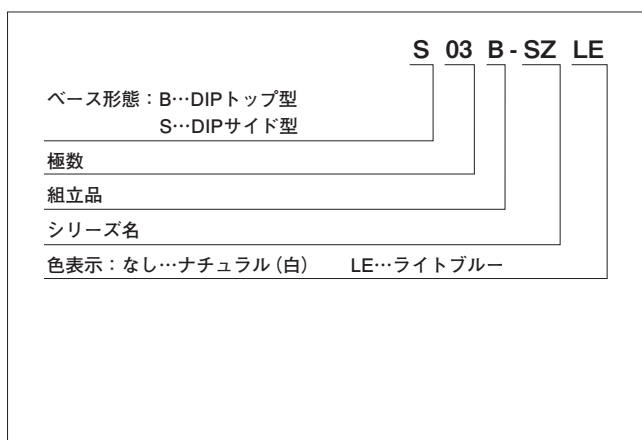 S 03 B - SZ LE
ベース形態：B…DIPトップ型
S…DIPサイド型
極数
組立品
シリーズ名
色表示：なし…ナチュラル（白） LE…ライトブルー